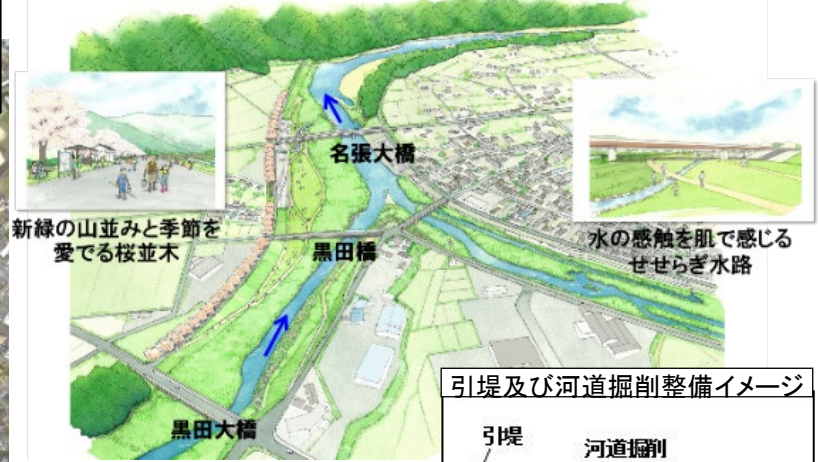 名張大橋
新緑の山並みと季節を
愛でる桜並木
水の感触を肌で感じる
せせらぎ水路
黒田橋
黒田大橋
引堤及び河道掘削整備イメージ
引堤
河道掘削